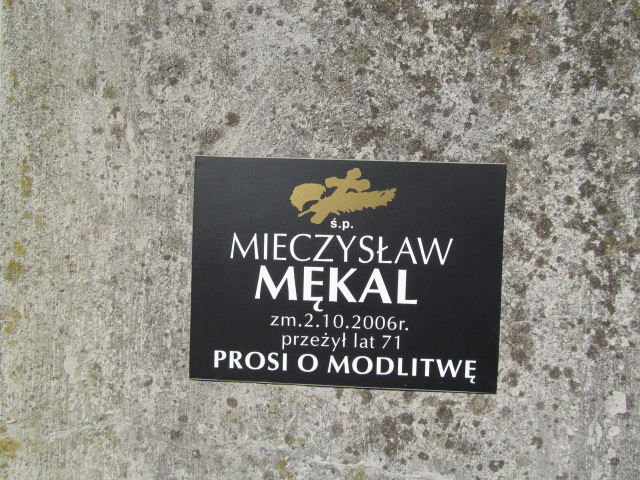 ś.p.
MIECZYSŁAW
MĘKAL
zm.2.10.2006r.
przeżył lat 71
PROSI O MODLITWĘ